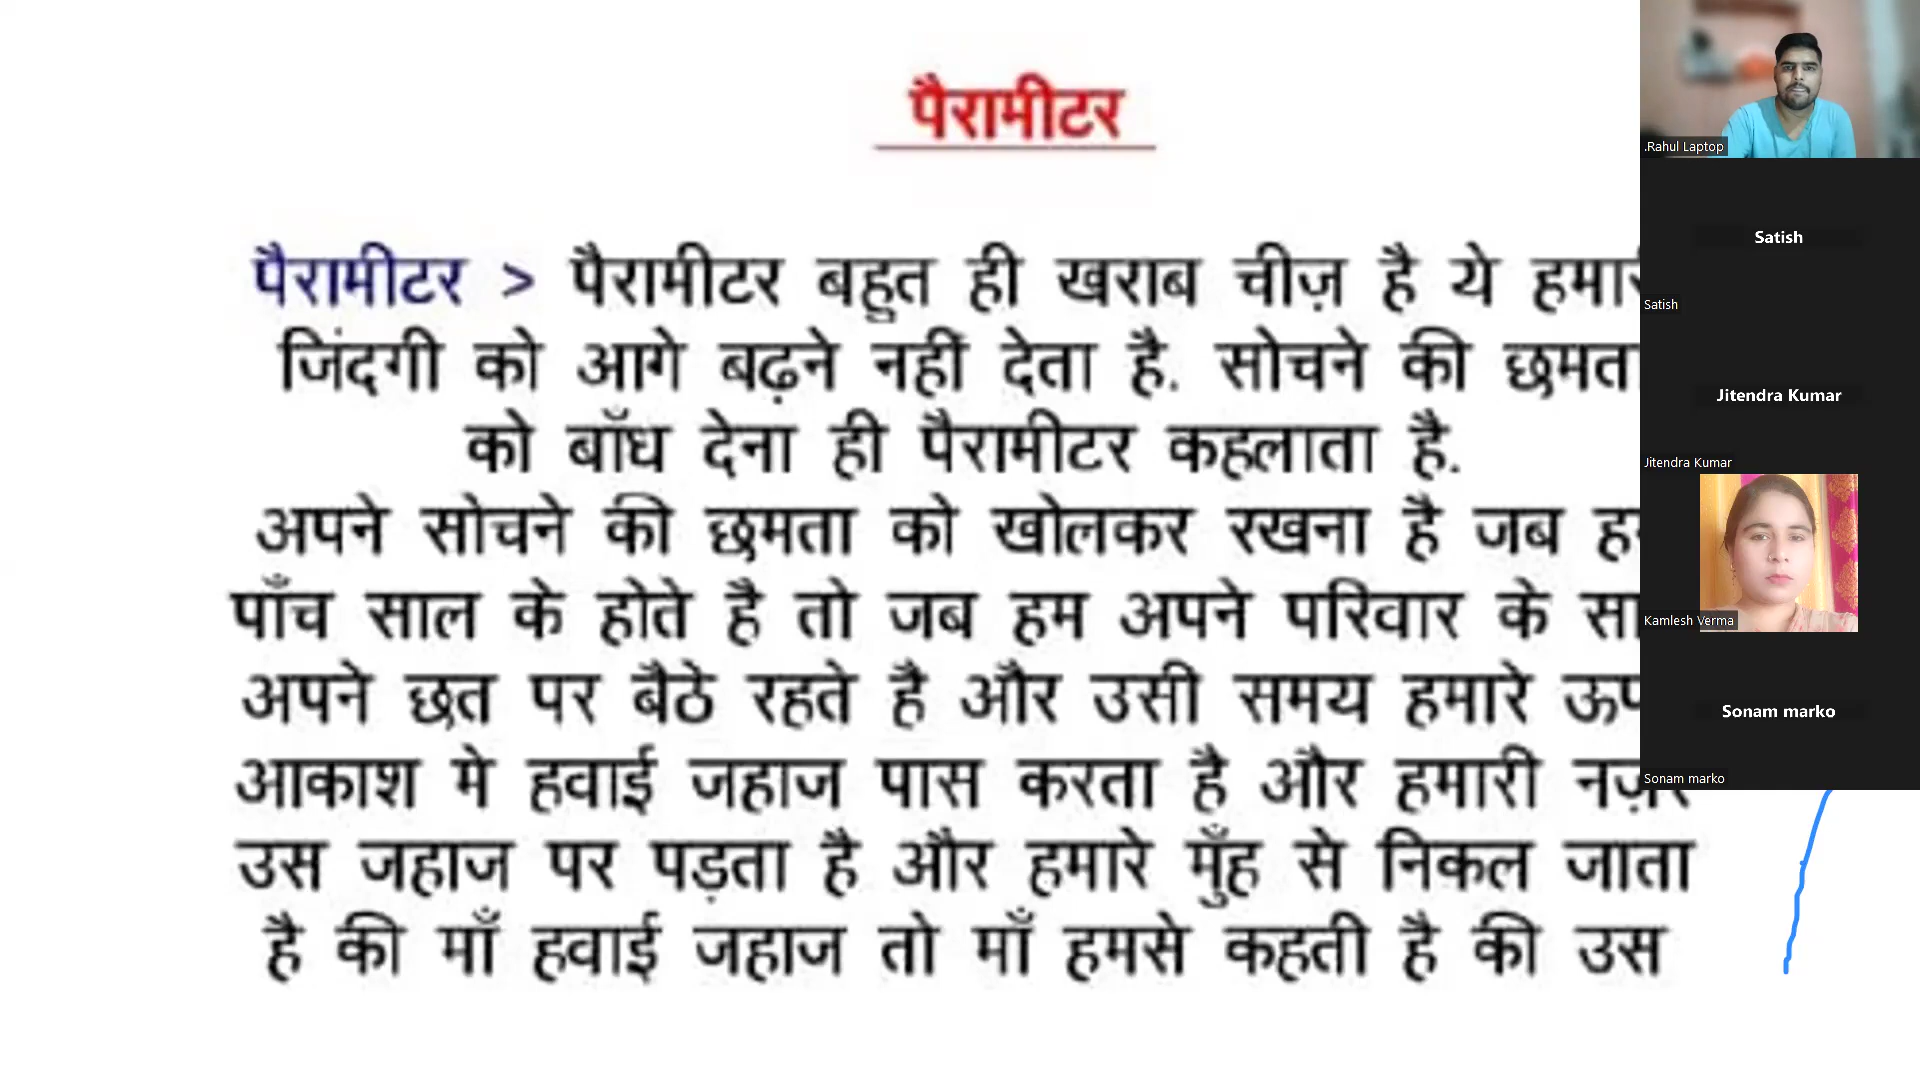 पैरामीटर
पैरामीटर > पैरामीटर बहुत ही खराब चीज़ है ये
जिंदगी को आगे बढ़ने नहीं देता है. सोचने की
को बाँध देना ही पैरामीटर कहलाता है.
अपने सोचने की छमता को खोलकर रखना है जब
पाँच साल के होते है तो जब हम अपने परिवार के
अपने छत पर बैठे रहते है और उसी समय हमारे
आकाश मे हवाई जहाज पास करता है और हमारी नज़र
उस जहाज पर पड़ता है और हमारे मुँह से निकल जाता
है की माँ हवाई जहाज तो माँ हमसे कहती है की उस
.Rahul Laptop
Satish
Satish
Jitendra Kumar
Jitendra Kumar
Kamlesh Verma
Sonam marko
Sonam marko